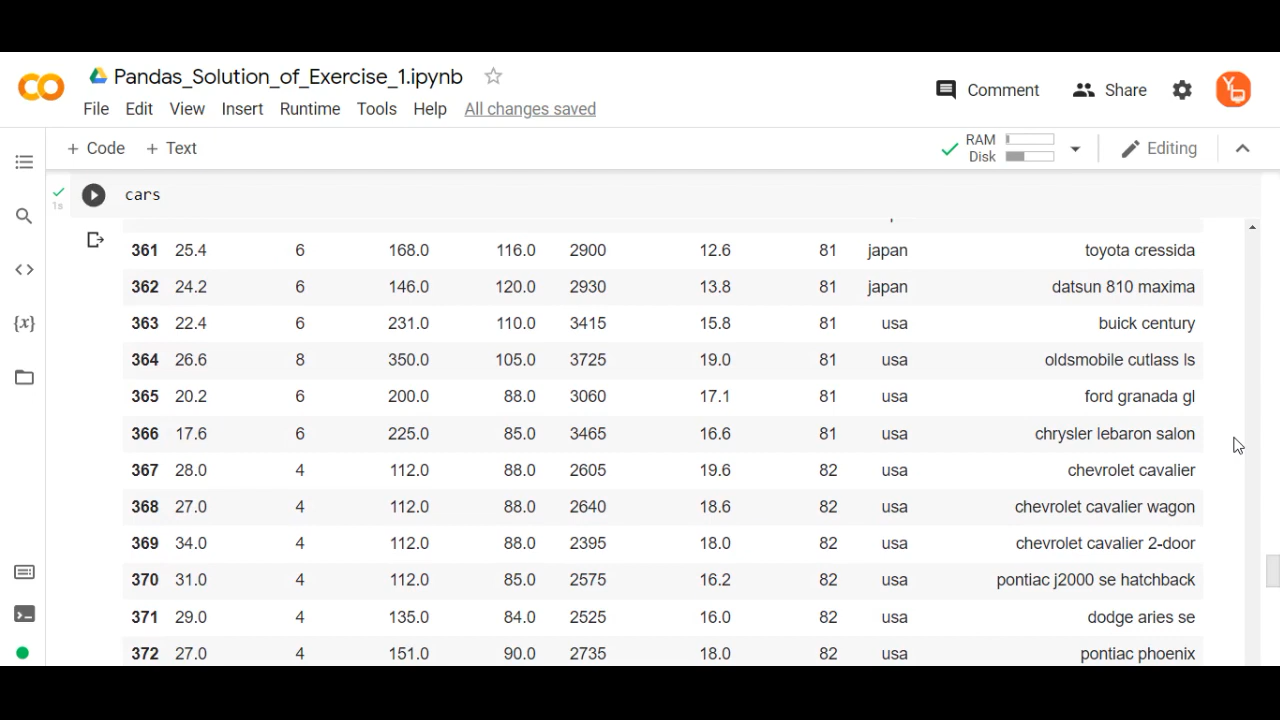 Pandas_Solution_of_Exercise_1.ipynb
Comment Share
File Edit View Insert Runtime Tools Help All changes saved
+ Code + Text RAM Disk Editing
cars
1s
361 25.4 6 168.0 116.0 2900 12.6 81 japan toyota cressida
362 24.2 6 146.0 120.0 2930 13.8 81 japan datsun 810 maxima
363 22.4 6 231.0 110.0 3415 15.8 81 usa buick century
364 26.6 8 350.0 105.0 3725 19.0 81 usa oldsmobile cutlass ls
365 20.2 6 200.0 88.0 3060 17.1 81 usa ford granada gl
366 17.6 6 225.0 85.0 3465 16.6 81 usa chrysler lebaron salon
367 28.0 4 112.0 88.0 2605 19.6 82 usa chevrolet cavalier
368 27.0 4 112.0 88.0 2640 18.6 82 usa chevrolet cavalier wagon
369 34.0 4 112.0 88.0 2395 18.0 82 usa chevrolet cavalier 2-door
370 31.0 4 112.0 85.0 2575 16.2 82 usa pontiac j2000 se hatchback
371 29.0 4 135.0 84.0 2525 16.0 82 usa dodge aries se
372 27.0 4 151.0 90.0 2735 18.0 82 usa pontiac phoenix